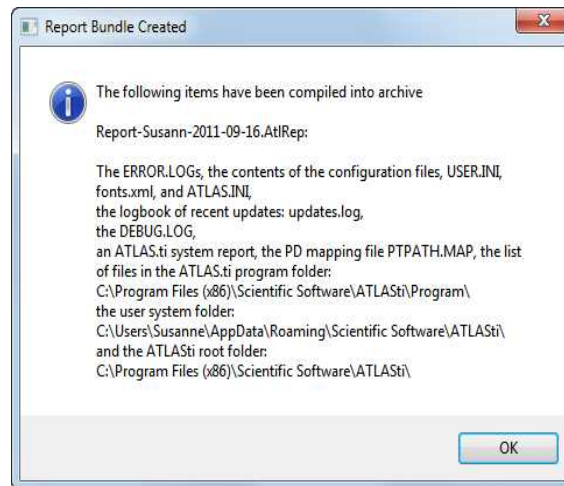 Report Bundle Created
The following items have been compiled into archive
Report-Susann-2011-09-16.AtlRep:
The ERROR.LOGs, the contents of the configuration files, USER.INI,
fonts.xml, and ATLAS.INI,
the logbook of recent updates: updates.log,
the DEBUG.LOG,
an ATLAS.ti system report, the PD mapping file PTPATH.MAP, the list
of files in the ATLAS.ti program folder:
C:\Program Files (x86)\Scientific Software\ATLASti\Program\
the user system folder:
C:\Users\Susanne\AppData\Roaming\Scientific Software\ATLASti\
and the ATLASti root folder:
C:\Program Files (x86)\Scientific Software\ATLASti\
OK